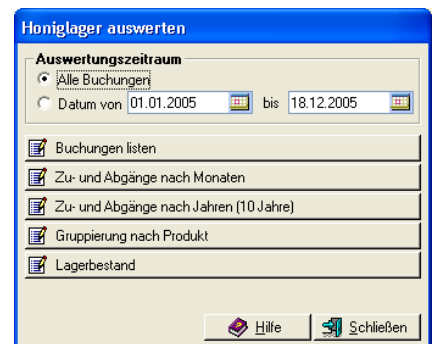 Honiglager auswerten
Auswertungszeitraum
Alle Buchungen
Datum von 01.01.2005 bis 18.12.2005
Buchungen listen
Zu- und Abgänge nach Monaten
Zu- und Abgänge nach Jahren (10 Jahre)
Gruppierung nach Produkt
Lagerbestand
Hilfe Schließen